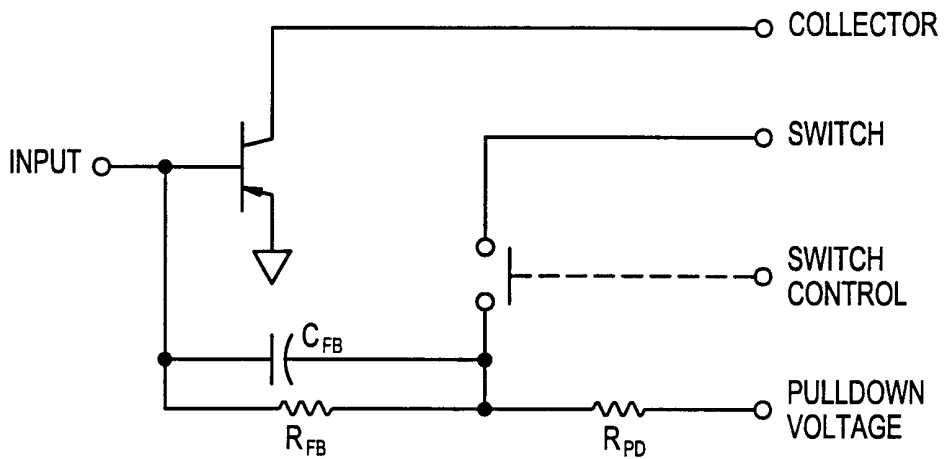 COLLECTOR
SWITCH
INPUT
SWITCH
CONTROL
CFB
PULLDOWN
VOLTAGE
RFB
RPD